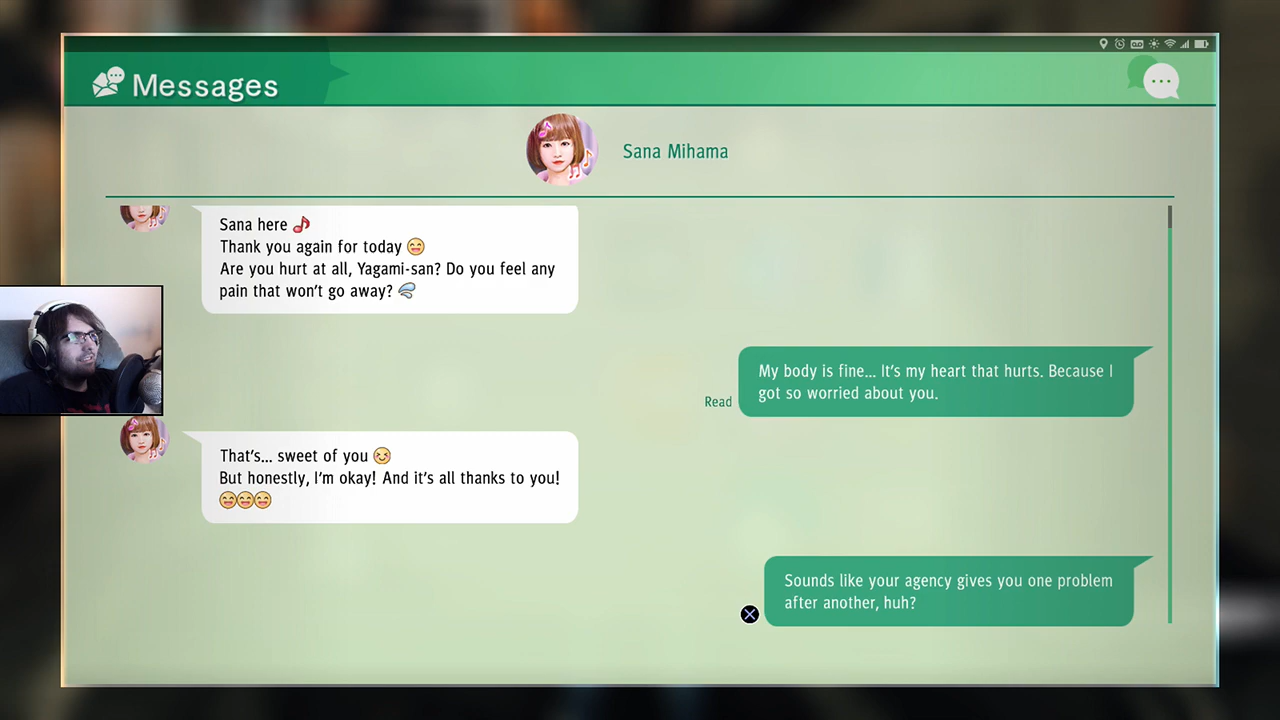 Messages
Sana Mihama
Sana here
Thank you again for today
Are you hurt at all, Yagami-san? Do you feel any
pain that won't go away?
My body is fine... It's my heart that hurts. Because I
got so worried about you.
Read
That's... sweet of you
But honestly, I'm okay! And it's all thanks to you!
Sounds like your agency gives you one problem
after another, huh?